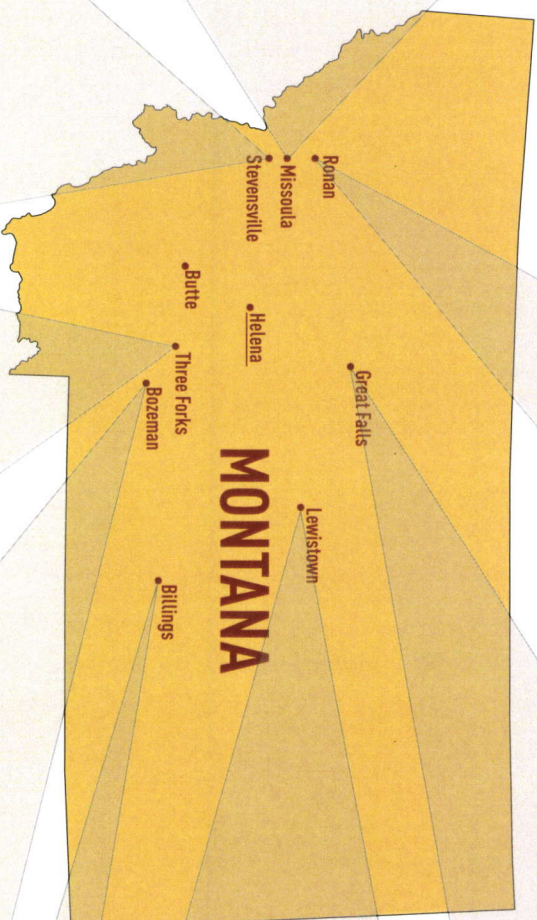 Ronan
Missoula
Stevensville
Great Falls
Helena
Butte
Lewistown
Three Forks
Bozeman
MONTANA
Billings